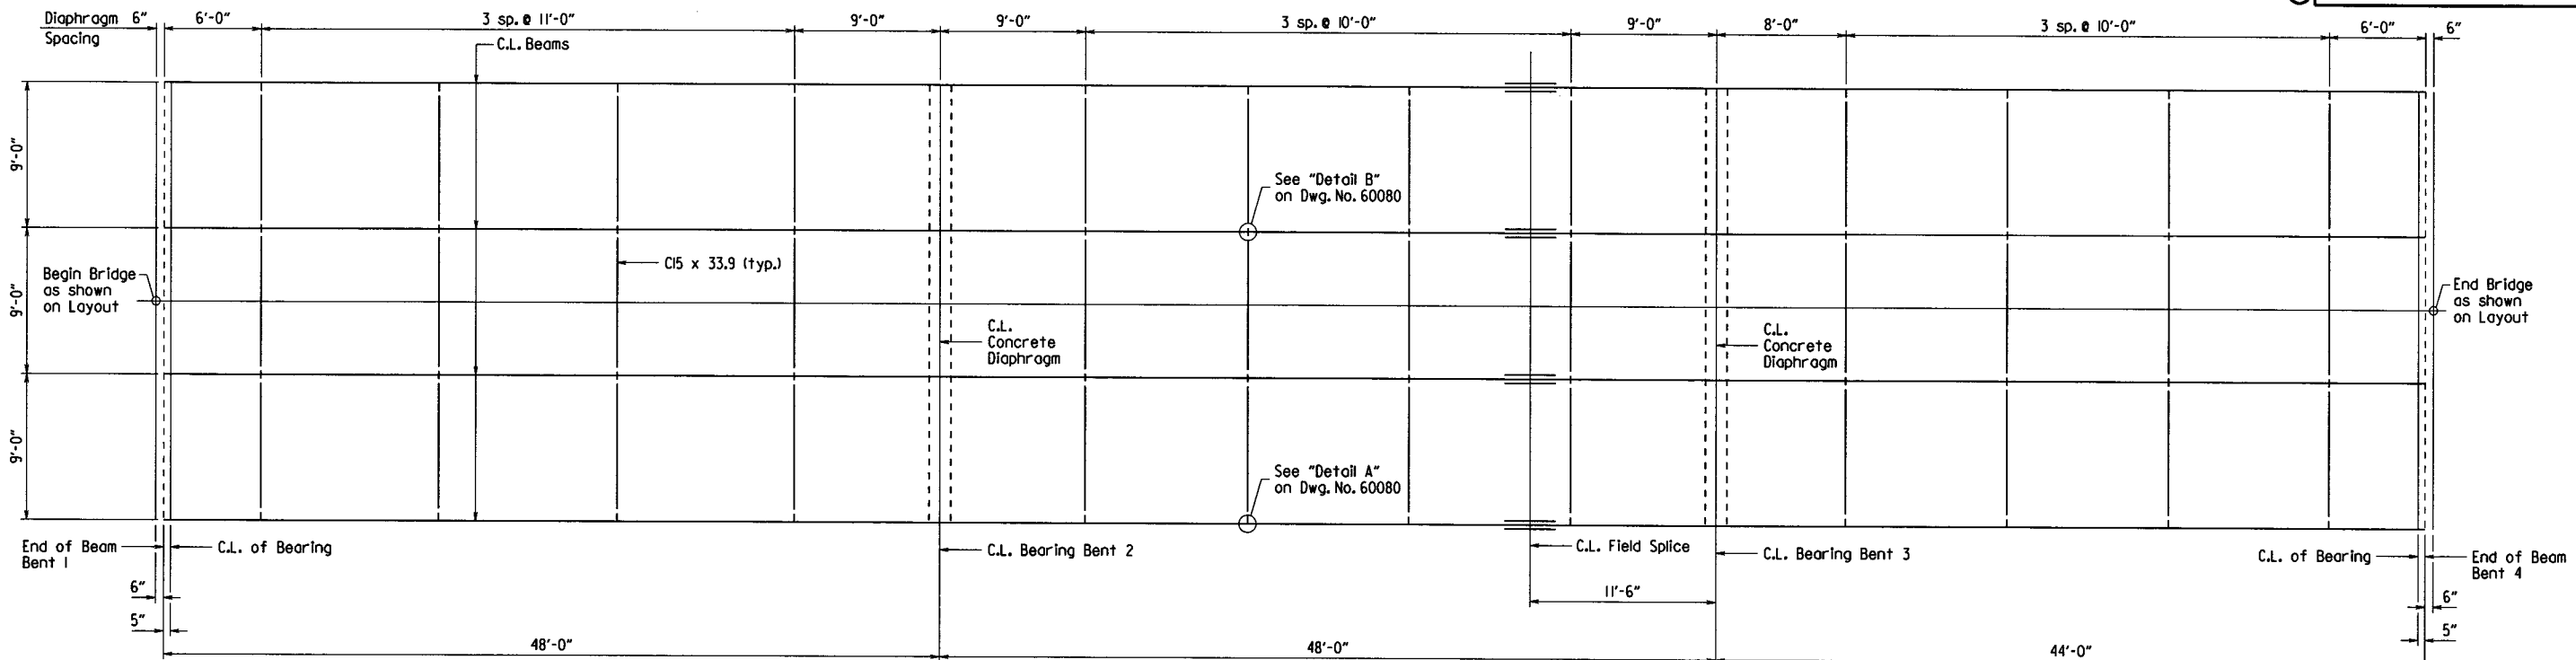 Diaphragm 6" 6'-0" 3 sp. @ 11'-0" 9'-0" 9'-0" 3 sp. @ 10'-0" 9'-0" 8'-0" 3 sp. @ 10'-0" 6'-0" 6"
Spacing
C.L. Beams
9'-0"
See "Detail B"
on Dwg. No. 60080
C15 x 33.9 (typ.)
Begin Bridge
as shown
on Layout
9'-0"
C.L.
Concrete
Diaphragm
C.L.
Concrete
Diaphragm
End Bridge
as shown
on Layout
9'-0"
See "Detail A"
on Dwg. No. 60080
End of Beam
Bent 1
C.L. of Bearing
C.L. Bearing Bent 2
C.L. Field Splice
C.L. Bearing Bent 3
C.L. of Bearing
End of Beam
Bent 4
6"
11'-6"
6"
5"
5"
48'-0"
48'-0"
44'-0"